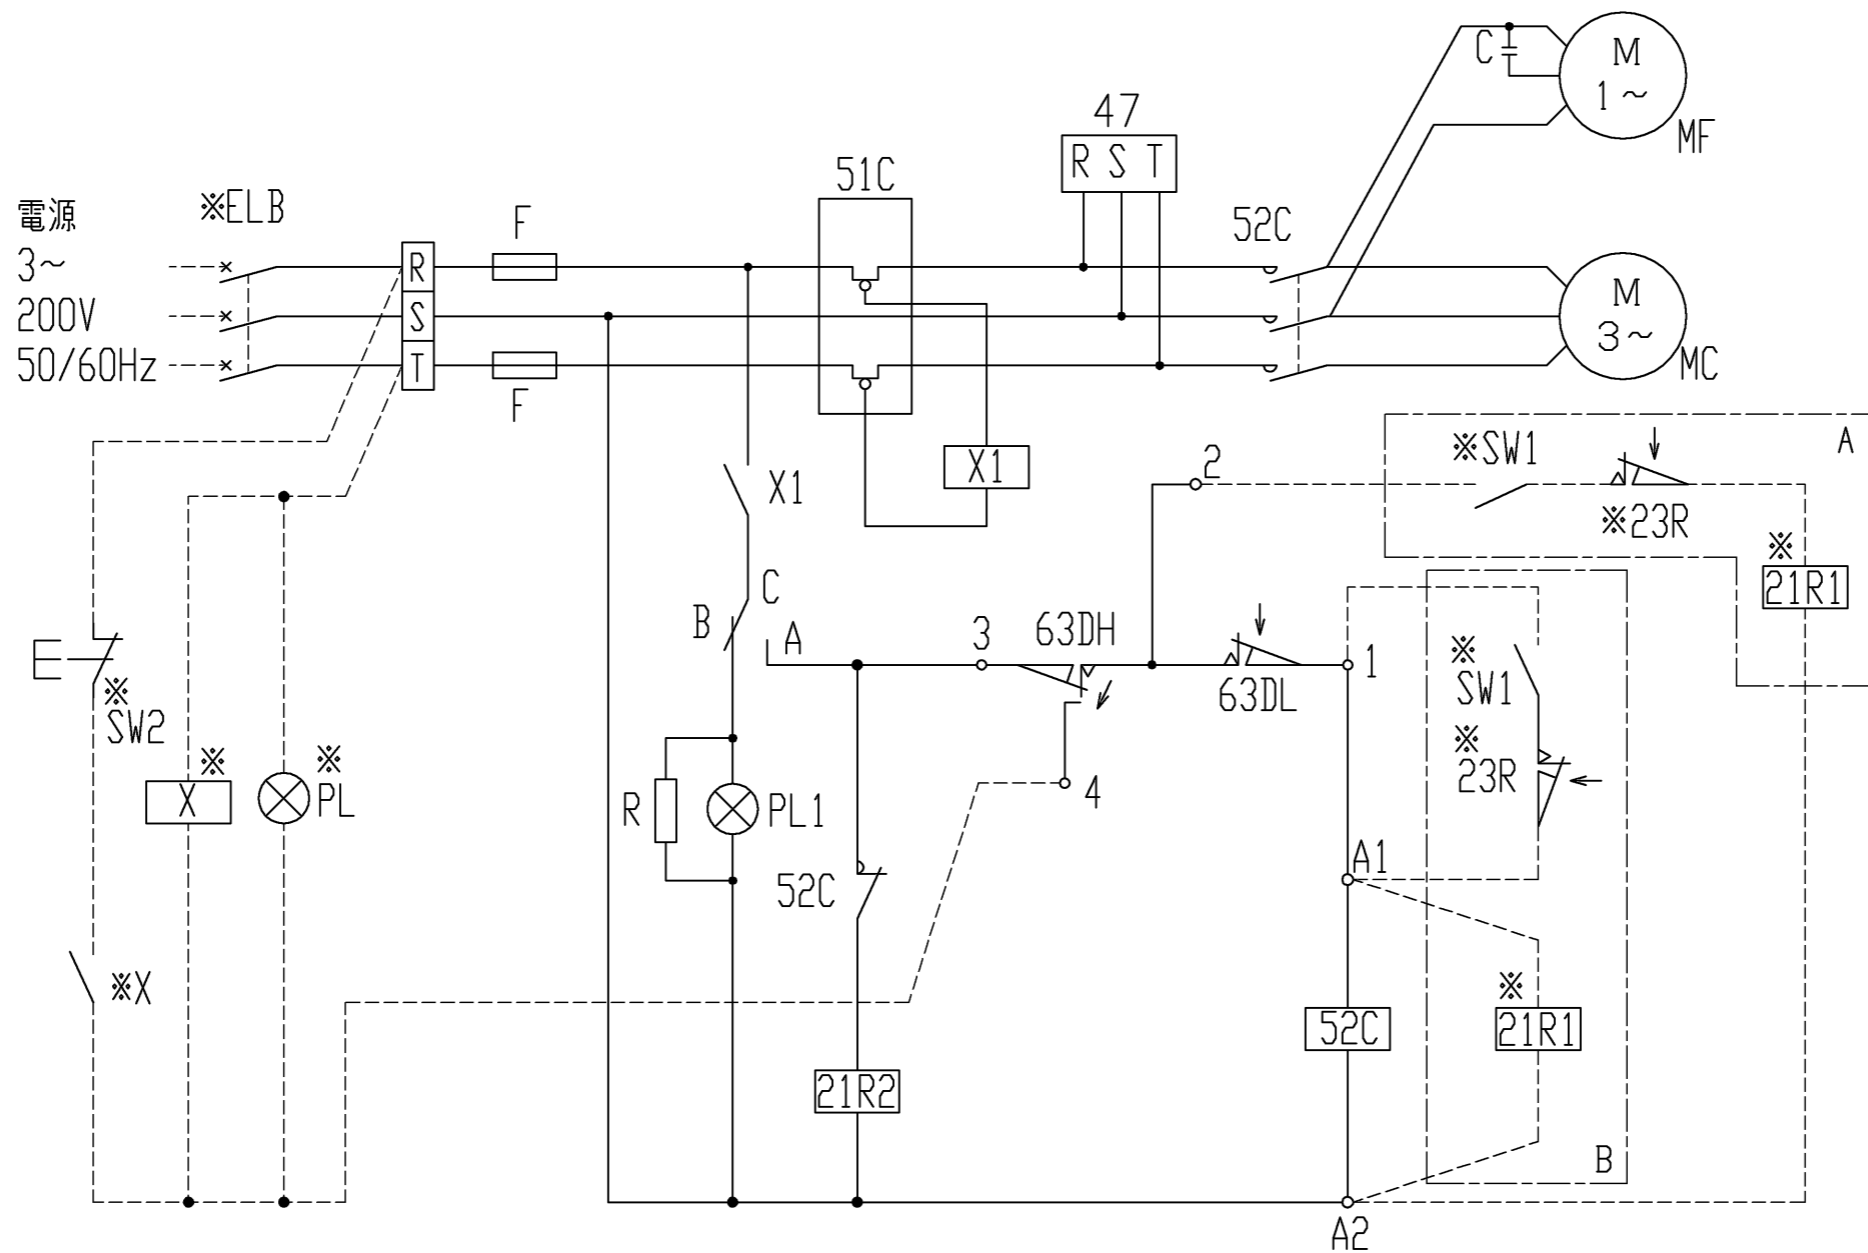 電源
3～
200V
50/60Hz
※ELB
R
S
T
F
F
51C
47
R S T
52C
C
M
1～
MF
M
3～
MC
X1
X1
C
B
A
3
63DH
4
2
63DL
1
※SW1
※23R
A
※
21R1
※
SW1
※
23R
A1
※
21R1
B
52C
A2
※
SW2
※
X
※
PL
※X
R
PL1
52C
21R2